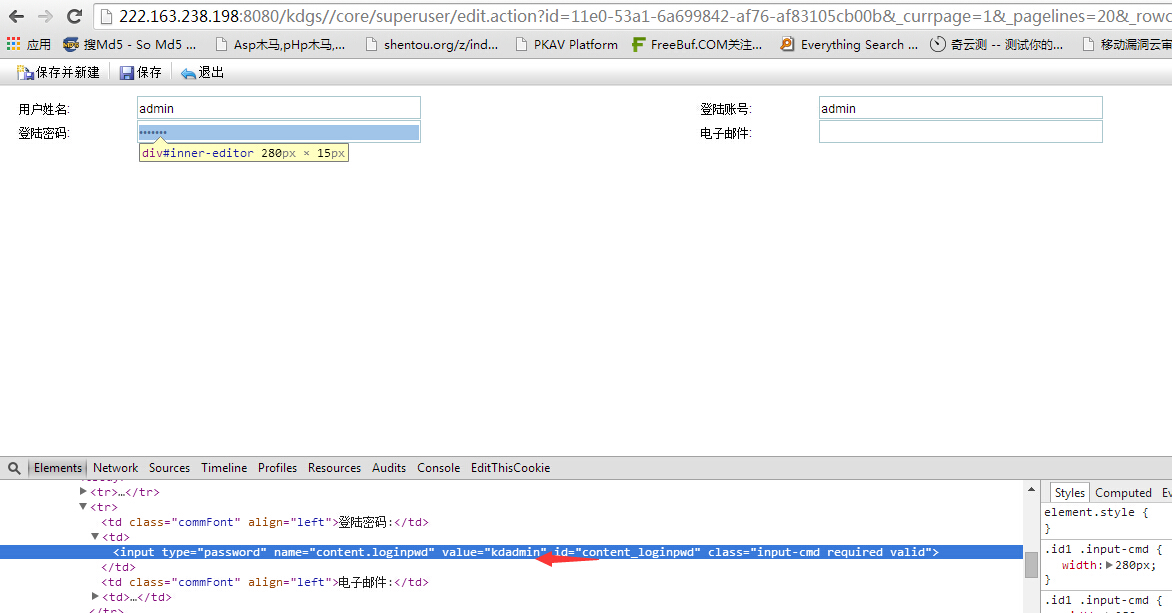 222.163.238.198:8080/kdgs//core/superuser/edit.action?id=11e0-53a1-6a699842-af76-af83105cb00b&_currpage=1&_pagelines=20&_rowc
应用 搜Md5 - So Md5 ... Asp木马,pHp木马,... shentou.org/z/ind... PKAV Platform FreeBuf.COM关注... Everything Search ... 奇云测 -- 测试你的... 移动漏洞云审
保存并新建 保存 退出
用户姓名: admin 登陆账号: admin
登陆密码: ••••••• 电子邮件:
div#inner-editor 280px × 15px
Elements Network Sources Timeline Profiles Resources Audits Console EditThisCookie
<tr>…</tr>
<tr>
<td class="commFont" align="left">登陆密码:</td>
<td>
<input type="password" name="content.loginpwd" value="kdadmin" id="content_loginpwd" class="input-cmd required valid">
</td>
<td class="commFont" align="left">电子邮件:</td>
<td>…</td>
</tr>
Styles Computed Ev
element.style {
}
.id1 .input-cmd {
width: 280px;
}
.id1 .input-cmd {